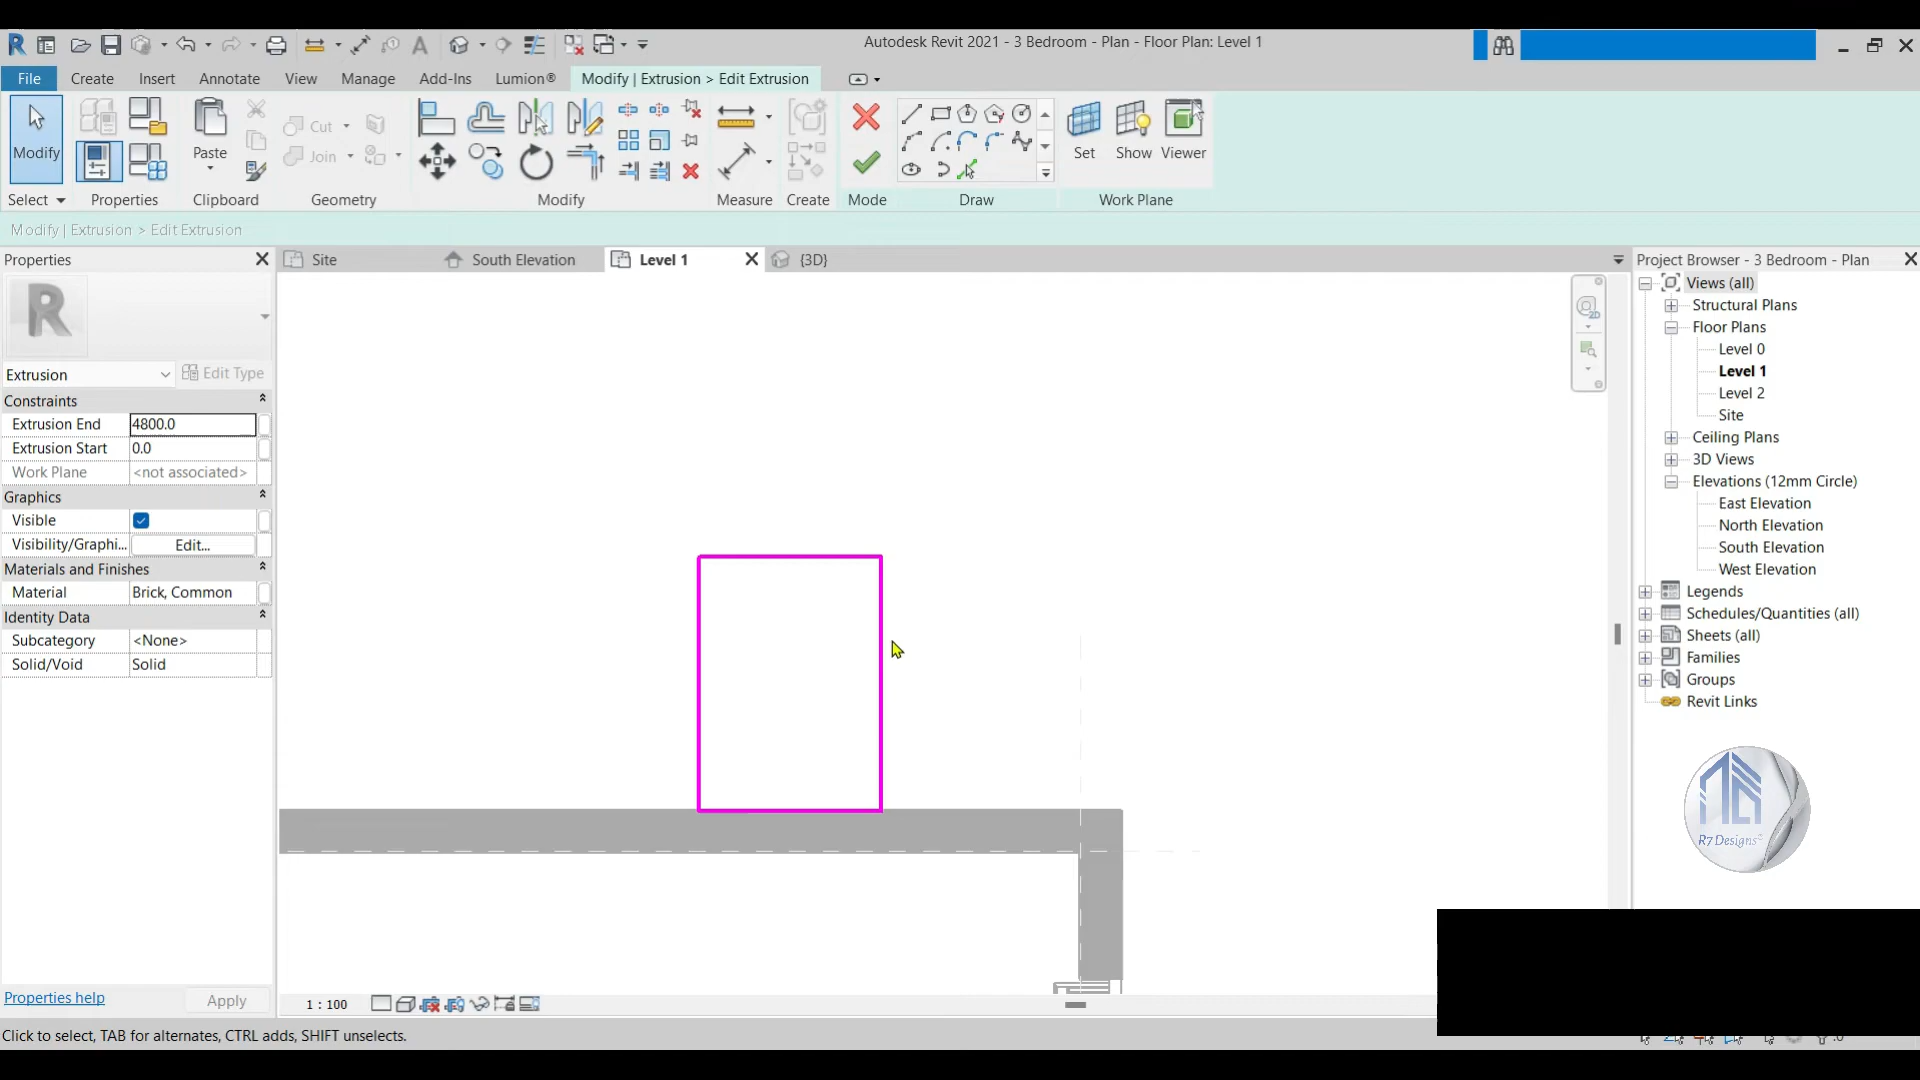 Autodesk Revit 2021 - 3 Bedroom - Plan - Floor Plan: Level 1
File Create Insert Annotate View Manage Add-Ins Lumion® Modify | Extrusion > Edit Extrusion
Modify
Paste
Cut
Join
Set Show Viewer
Select Properties Clipboard Geometry Modify Measure Create Mode Draw Work Plane
Modify | Extrusion > Edit Extrusion
Properties
Site
South Elevation
Level 1
{3D}
Project Browser - 3 Bedroom - Plan
R
Extrusion
Edit Type
Constraints
Extrusion End 4800.0
Extrusion Start 0.0
Work Plane <not associated>
Graphics
Visible
Visibility/Graphi... Edit...
Materials and Finishes
Material Brick, Common
Identity Data
Subcategory <None>
Solid/Void Solid
Properties help
Apply
2D
Views (all)
Structural Plans
Floor Plans
Level 0
Level 1
Level 2
Site
Ceiling Plans
3D Views
Elevations (12mm Circle)
East Elevation
North Elevation
South Elevation
West Elevation
Legends
Schedules/Quantities (all)
Sheets (all)
Families
Groups
Revit Links
R7 Designs
1 : 100
Click to select, TAB for alternates, CTRL adds, SHIFT unselects.